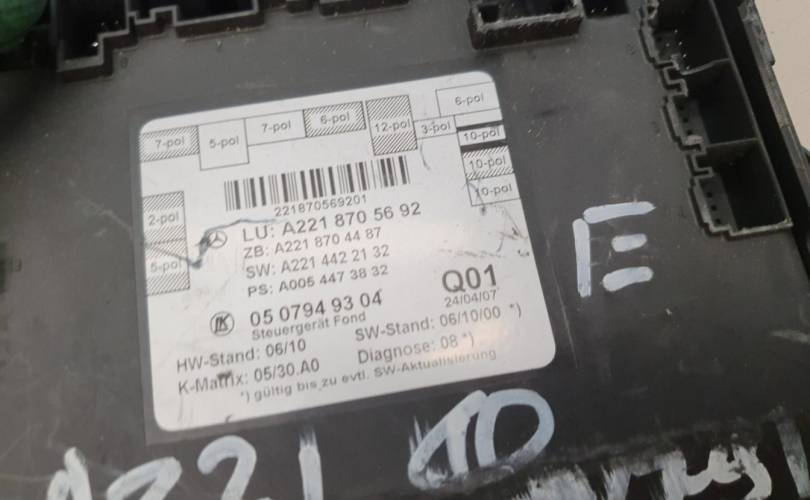 7-pol 5-pol 7-pol 6-pol 12-pol 3-pol 6-pol
10-pol
10-pol
10-pol
2-pol
5-pol
221870569201
LU: A221 870 56 92
ZB: A221 870 44 87
SW: A221 442 21 32
PS: A005 447 38 32
Q01
24/04/07
05 0794 93 04
Steuergerät Fond
HW-Stand: 06/10 SW-Stand: 06/10/00 *)
K-Matrix: 05/30.A0 Diagnose: 08 *)
*) gültig bis zu evtl. SW-Aktualisierung
E
A221